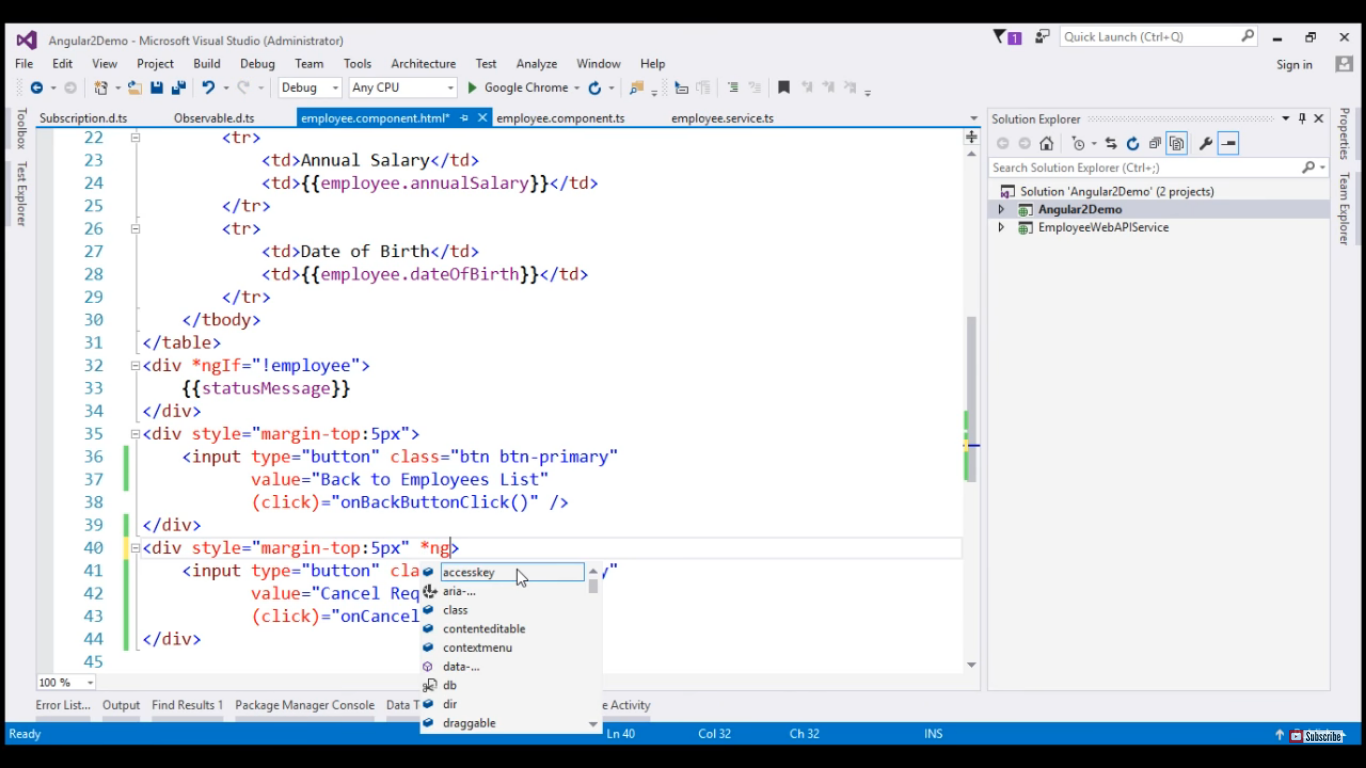 Angular2Demo - Microsoft Visual Studio (Administrator)
1
Quick Launch (Ctrl+Q)
File Edit View Project Build Debug Team Tools Architecture Test Analyze Window Help
Sign in
Debug Any CPU Google Chrome
Subscription.d.ts Observable.d.ts employee.component.html* employee.component.ts employee.service.ts
Toolbox
Test Explorer
22 <tr>
23 <td>Annual Salary</td>
24 <td>{{employee.annualSalary}}</td>
25 </tr>
26 <tr>
27 <td>Date of Birth</td>
28 <td>{{employee.dateOfBirth}}</td>
29 </tr>
30 </tbody>
31 </table>
32 <div *ngIf="!employee">
33 {{statusMessage}}
34 </div>
35 <div style="margin-top:5px">
36 <input type="button" class="btn btn-primary"
37 value="Back to Employees List"
38 (click)="onBackButtonClick()" />
39 </div>
40 <div style="margin-top:5px" *ng>
41 <input type="button" cla y"
42 value="Cancel Req
43 (click)="onCancel
44 </div>
45
accesskey
aria-...
class
contenteditable
contextmenu
data-...
db
dir
draggable
100 %
Error List... Output Find Results 1 Package Manager Console Data T e Activity
Ready Ln 40 Col 32 Ch 32 INS
Subscribe
Solution Explorer
Search Solution Explorer (Ctrl+;)
Solution 'Angular2Demo' (2 projects)
Angular2Demo
EmployeeWebAPIService
Properties
Team Explorer